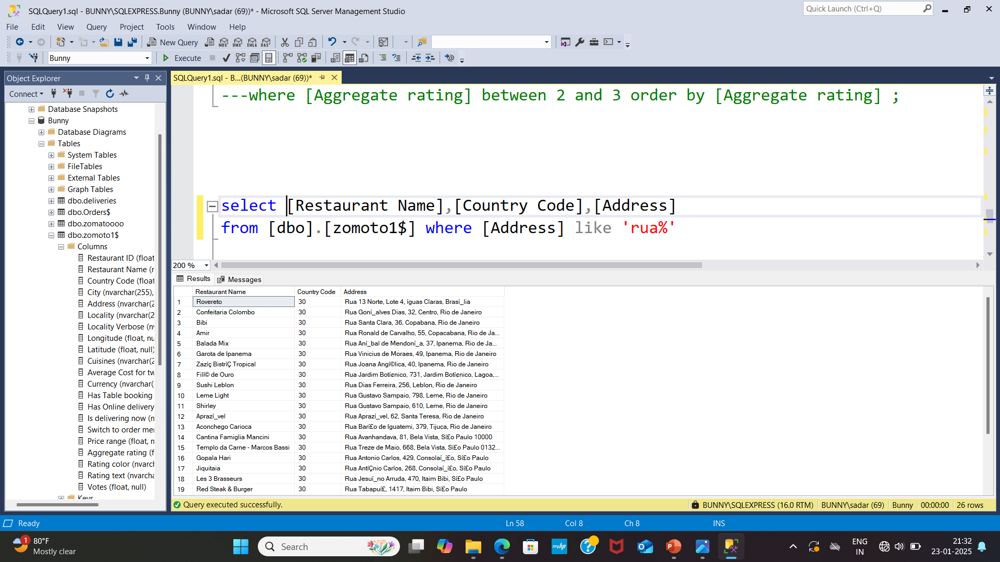 SQLQuery1.sql - BUNNY\SQLEXPRESS.Bunny (BUNNY\sadar (69))* - Microsoft SQL Server Management Studio
Quick Launch (Ctrl+Q)
File Edit View Query Project Tools Window Help
New Query
MDX DMX XMLA DAX
Bunny
Execute
Object Explorer
Connect
Database Snapshots
Bunny
Database Diagrams
Tables
System Tables
FileTables
External Tables
Graph Tables
dbo.deliveries
dbo.Orders$
dbo.zomatoooo
dbo.zomoto1$
Columns
Restaurant ID (float
Restaurant Name (r
Country Code (float
City (nvarchar(255),
Address (nvarchar(2
Locality (nvarchar(2
Locality Verbose (nv
Longitude (float, nu
Latitude (float, null)
Cuisines (nvarchar(2
Average Cost for tw
Currency (nvarchar(
Has Table booking
Has Online delivery
Is delivering now (n
Switch to order mer
Price range (float, n
Aggregate rating (f
Rating color (nvarch
Rating text (nvarcha
Votes (float, null)
Keys
SQLQuery1.sql - B...(BUNNY\sadar (69))*
---where [Aggregate rating] between 2 and 3 order by [Aggregate rating] ;
select [Restaurant Name],[Country Code],[Address]
from [dbo].[zomoto1$] where [Address] like 'rua%'
200 %
Results Messages
Restaurant Name Country Code Address
1 Rovereto 30 Rua 13 Norte, Lote 4, íguas Claras, Brasí_lia
2 Confeitaria Colombo 30 Rua Goní_alves Dias, 32, Centro, Rio de Janeiro
3 Bibi 30 Rua Santa Clara, 36, Copabana, Rio de Janeiro
4 Amir 30 Rua Ronald de Carvalho, 55, Copacabana, Rio de Ja...
5 Balada Mix 30 Rua Aní_bal de Mendoní_a, 37, Ipanema, Rio de Ja...
6 Garota de Ipanema 30 Rua Vinicius de Moraes, 49, Ipanema, Rio de Janeiro
7 Zazíç BistríÇ Tropical 30 Rua Joana Angí©lica, 40, Ipanema, Rio de Janeiro
8 Filí© de Ouro 30 Rua Jardim Botí¢nico, 731, Jardim Botí¢nico, Lagoa,...
9 Sushi Leblon 30 Rua Dias Ferreira, 256, Leblon, Rio de Janeiro
10 Leme Light 30 Rua Gustavo Sampaio, 798, Leme, Rio de Janeiro
11 Shirley 30 Rua Gustavo Sampaio, 610, Leme, Rio de Janeiro
12 Aprazí_vel 30 Rua Aprazí_vel, 62, Santa Teresa, Rio de Janeiro
13 Aconchego Carioca 30 Rua Barí£o de Iguatemi, 379, Tijuca, Rio de Janeiro
14 Cantina Famiglia Mancini 30 Rua Avanhandava, 81, Bela Vista, Sí£o Paulo 10000
15 Templo da Carne - Marcos Bassi 30 Rua Treze de Maio, 668, Bela Vista, Sí£o Paulo 0132...
16 Gopala Hari 30 Rua Antonio Carlos, 429, Consolaí_í£o, Sí£o Paulo
17 Jiquitaia 30 Rua AntíÇnio Carlos, 268, Consolaí_í£o, Sí£o Paulo
18 Les 3 Brasseurs 30 Rua Jesuí_no Arruda, 470, Itaim Bibi, Sí£o Paulo
19 Red Steak & Burger 30 Rua Tabapuí£, 1417, Itaim Bibi, Sí£o Paulo
Query executed successfully. BUNNY\SQLEXPRESS (16.0 RTM) BUNNY\sadar (69) Bunny 00:00:00 26 rows
Ready Ln 58 Col 8 Ch 8 INS
1
80°F
Mostly clear
Search
myhp
ENG
IN
21:32
23-01-2025